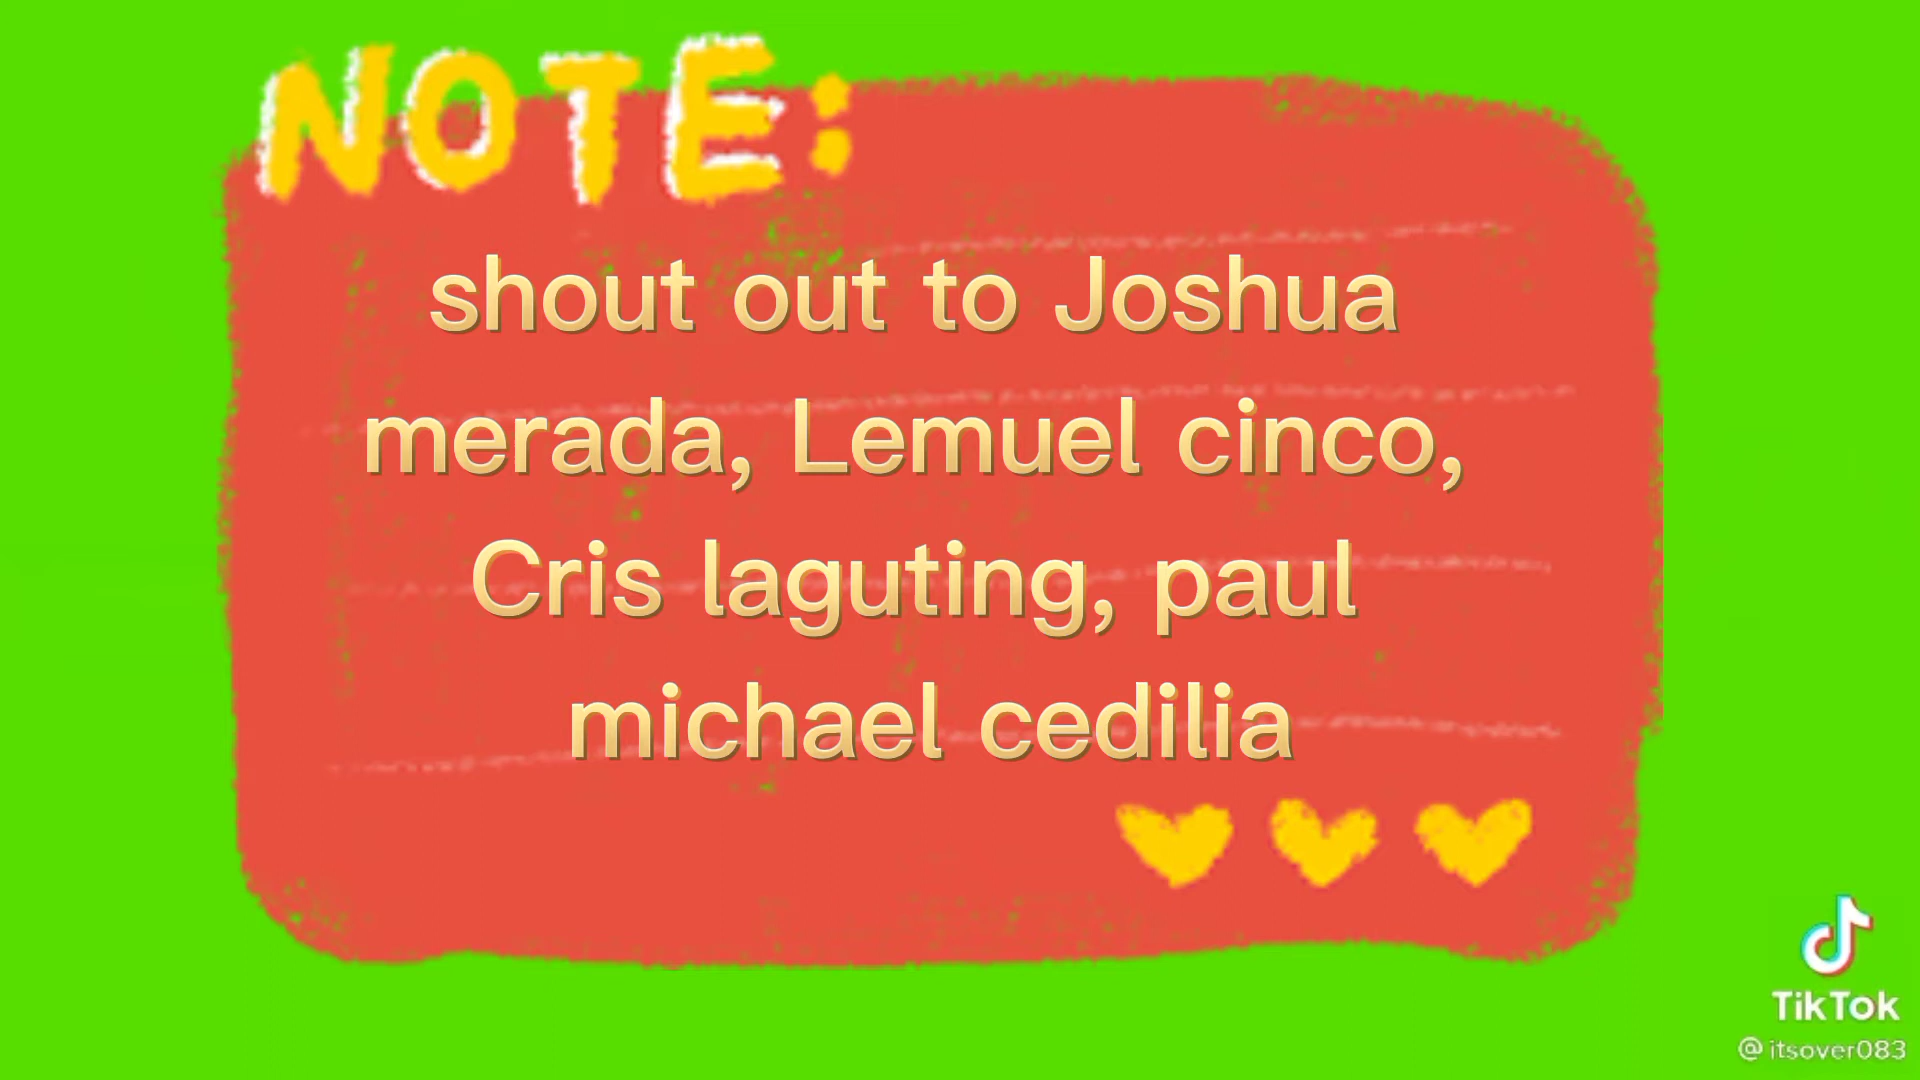 NOTE:
shout out to Joshua
merada, Lemuel cinco,
Cris laguting, paul
michael cedilia
TikTok
@itsover083